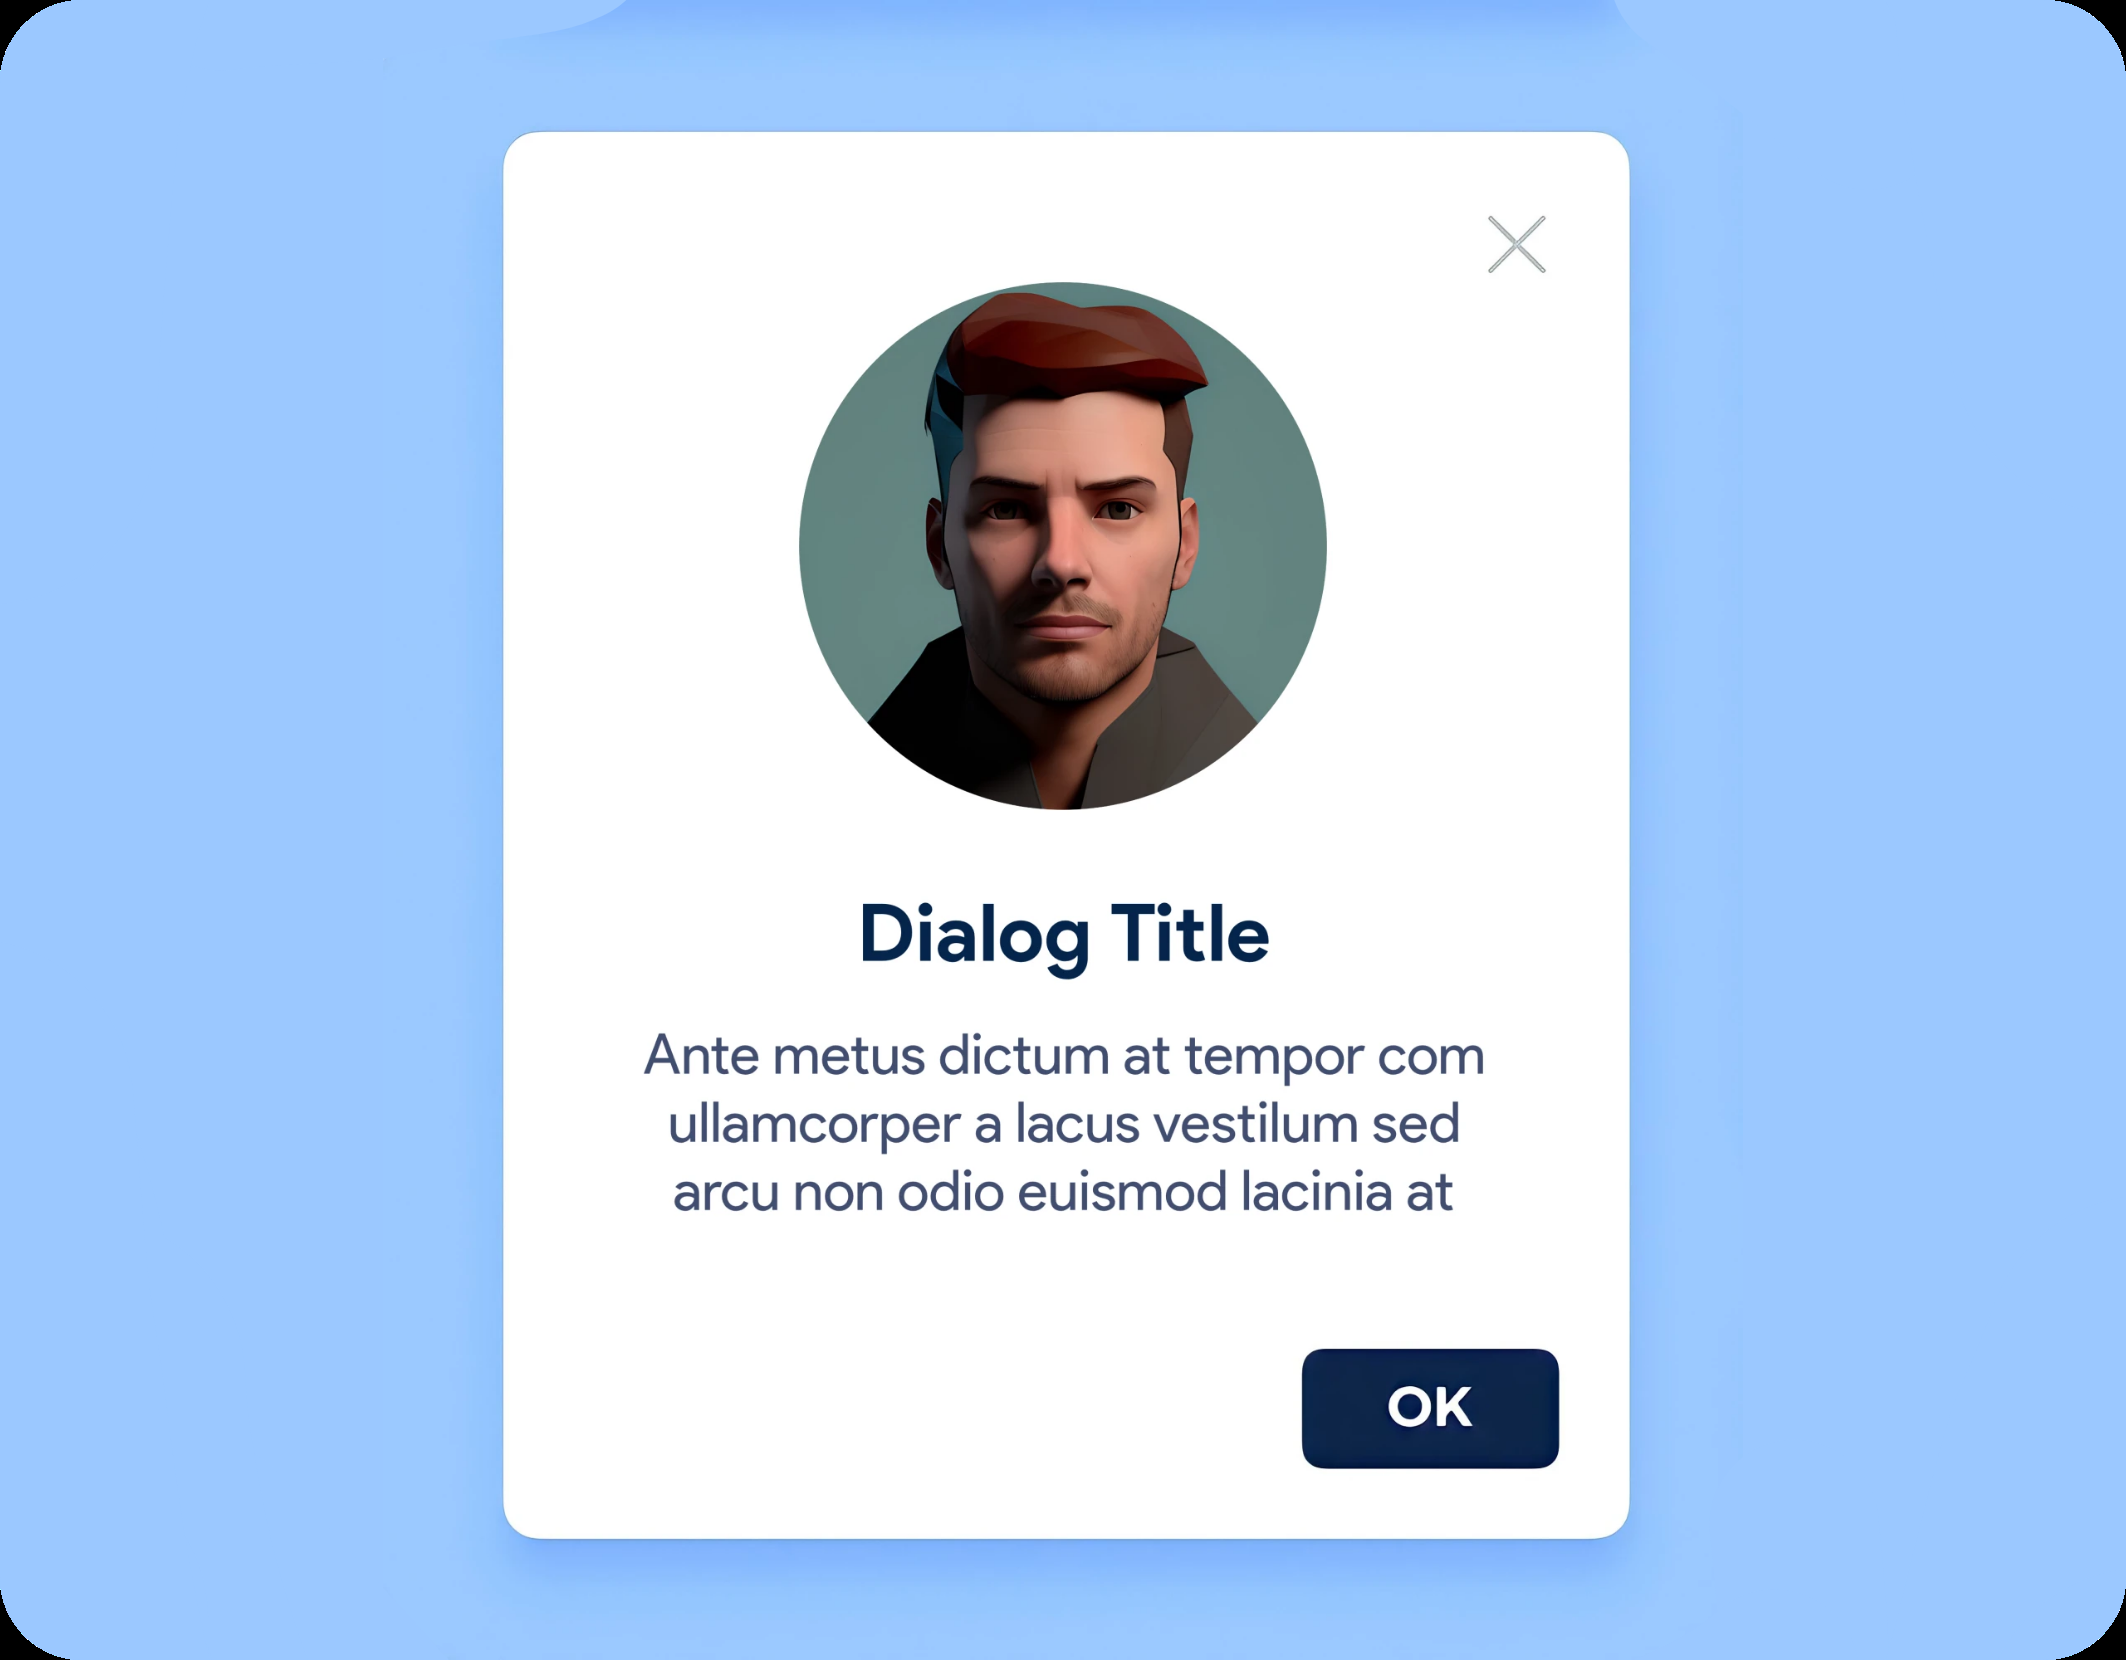 Dialog Title
Ante metus dictum at tempor com
ullamcorper a lacus vestilum sed
arcu non odio euismod lacinia at
OK